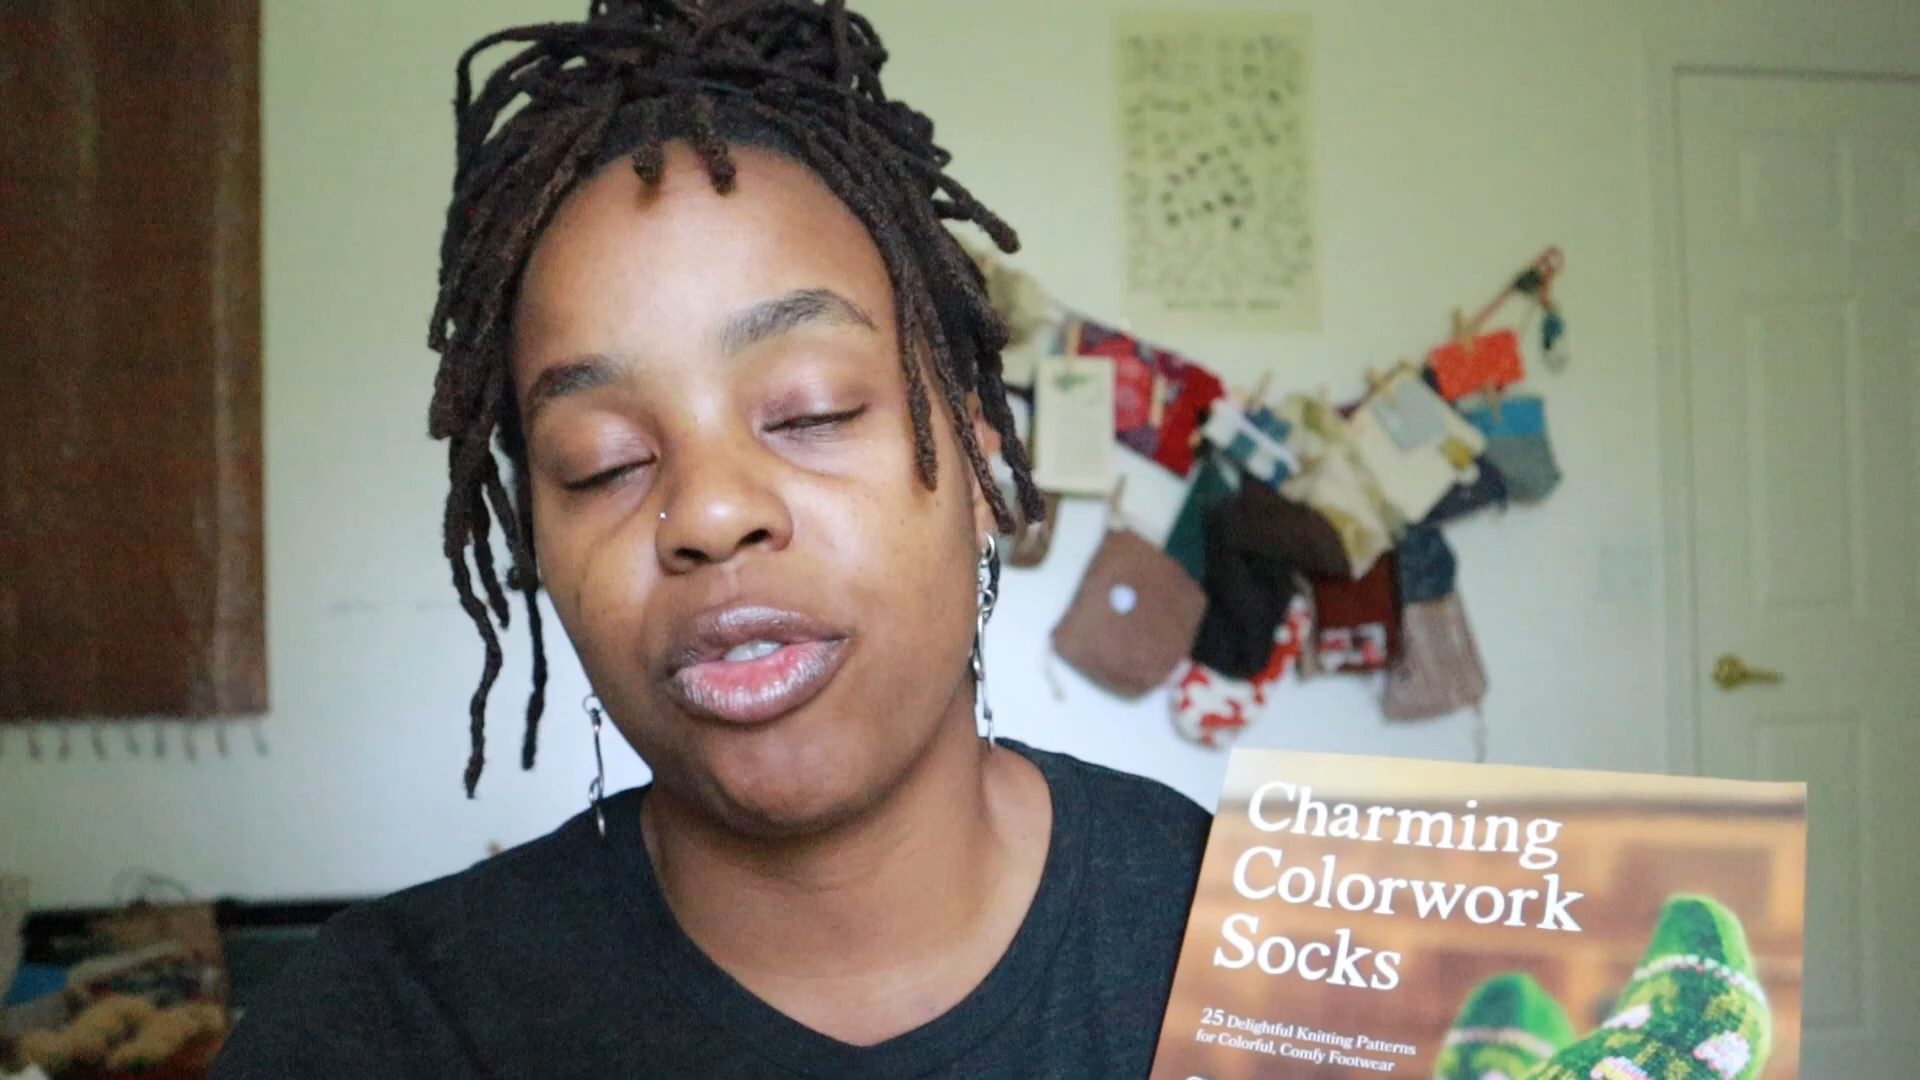 Charming
Colorwork
Socks
25 Delightful Knitting Patterns
for Colorful, Comfy Footwear